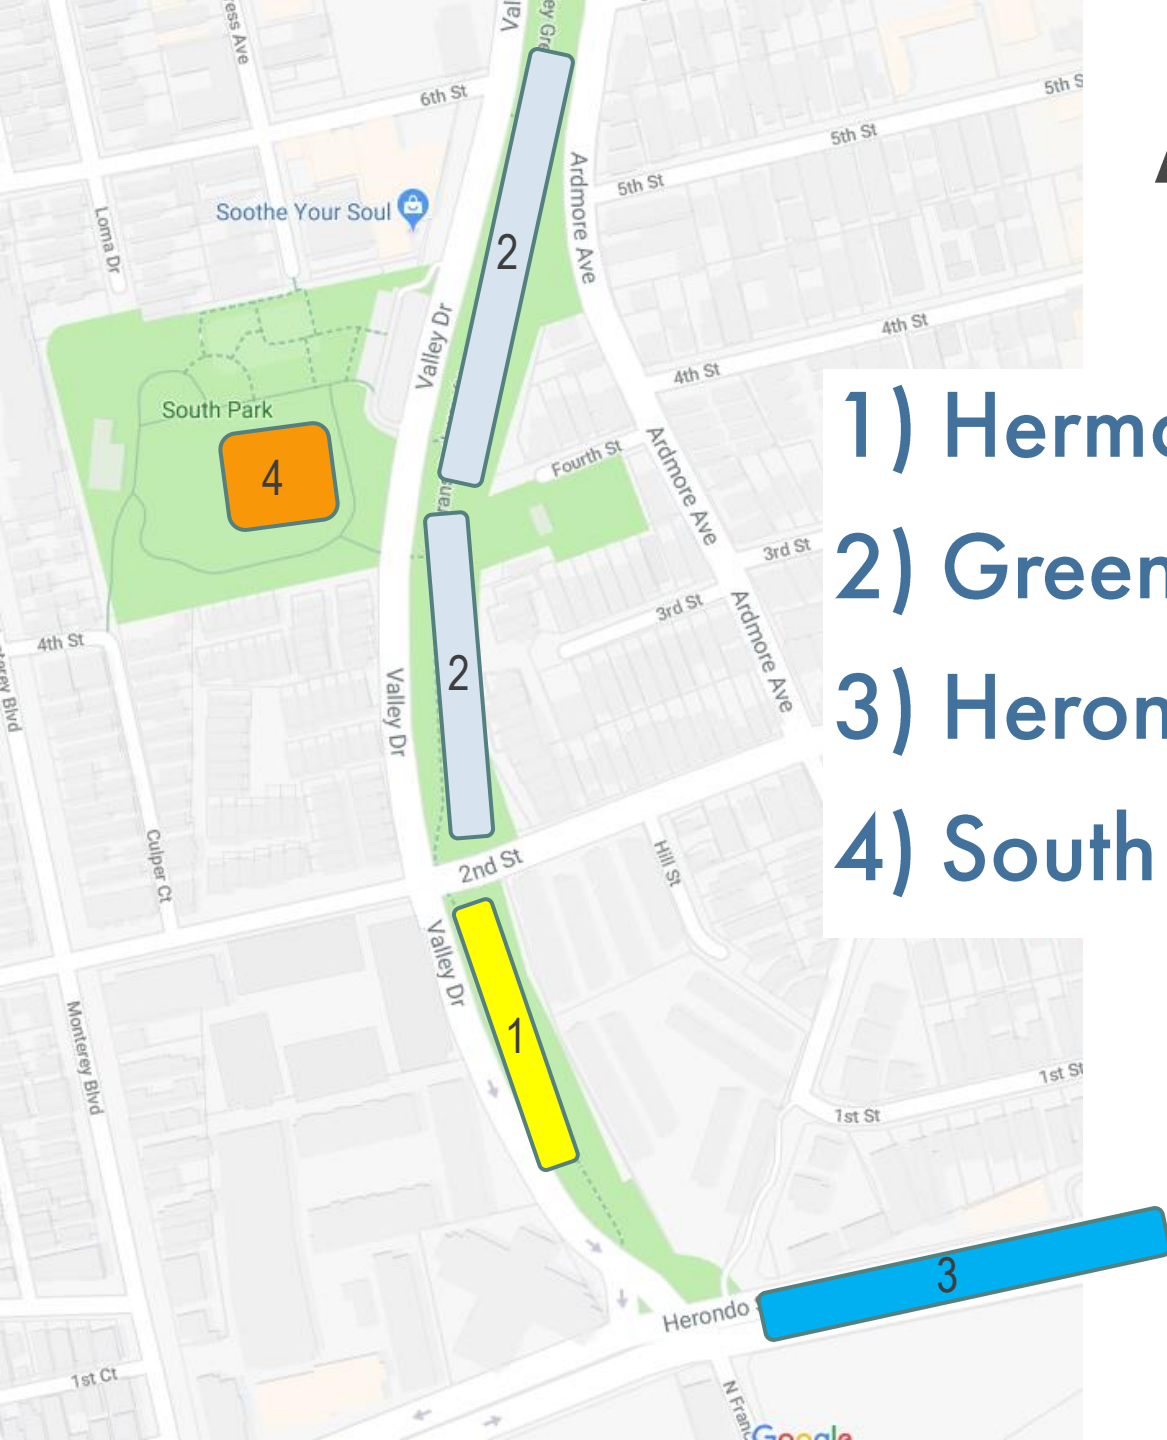 6th St
5th St
5th St
5th S
Ardmore Ave
Loma Dr
Soothe Your Soul
2
Valley Dr
4th St
4th St
South Park
4
Fourth St
Ardmore Ave
1) Herm
2) Green
3) Heron
4) South
3rd St
3rd St
Ardmore Ave
4th St
2
Valley Dr
Culper Ct
2nd St
Hill St
Valley Dr
1
Monterey Blvd
1st St
1st St
3
Herondo
1st Ct
N Fran
Google